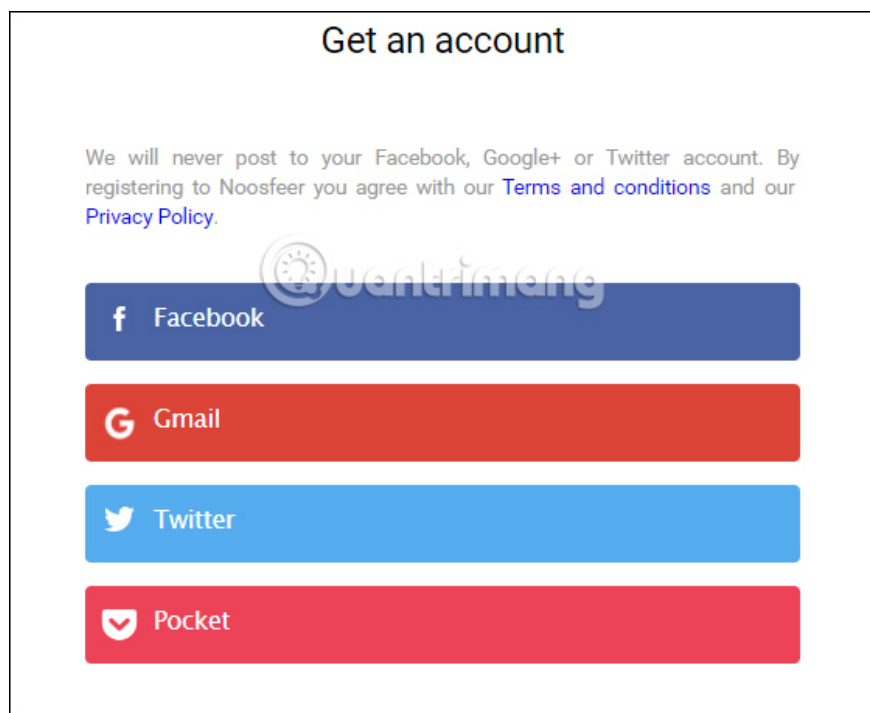 Get an account
We will never post to your Facebook, Google+ or Twitter account. By
registering to Noosfeer you agree with our Terms and conditions and our
Privacy Policy.
Quantrimang
Facebook
Gmail
Twitter
Pocket